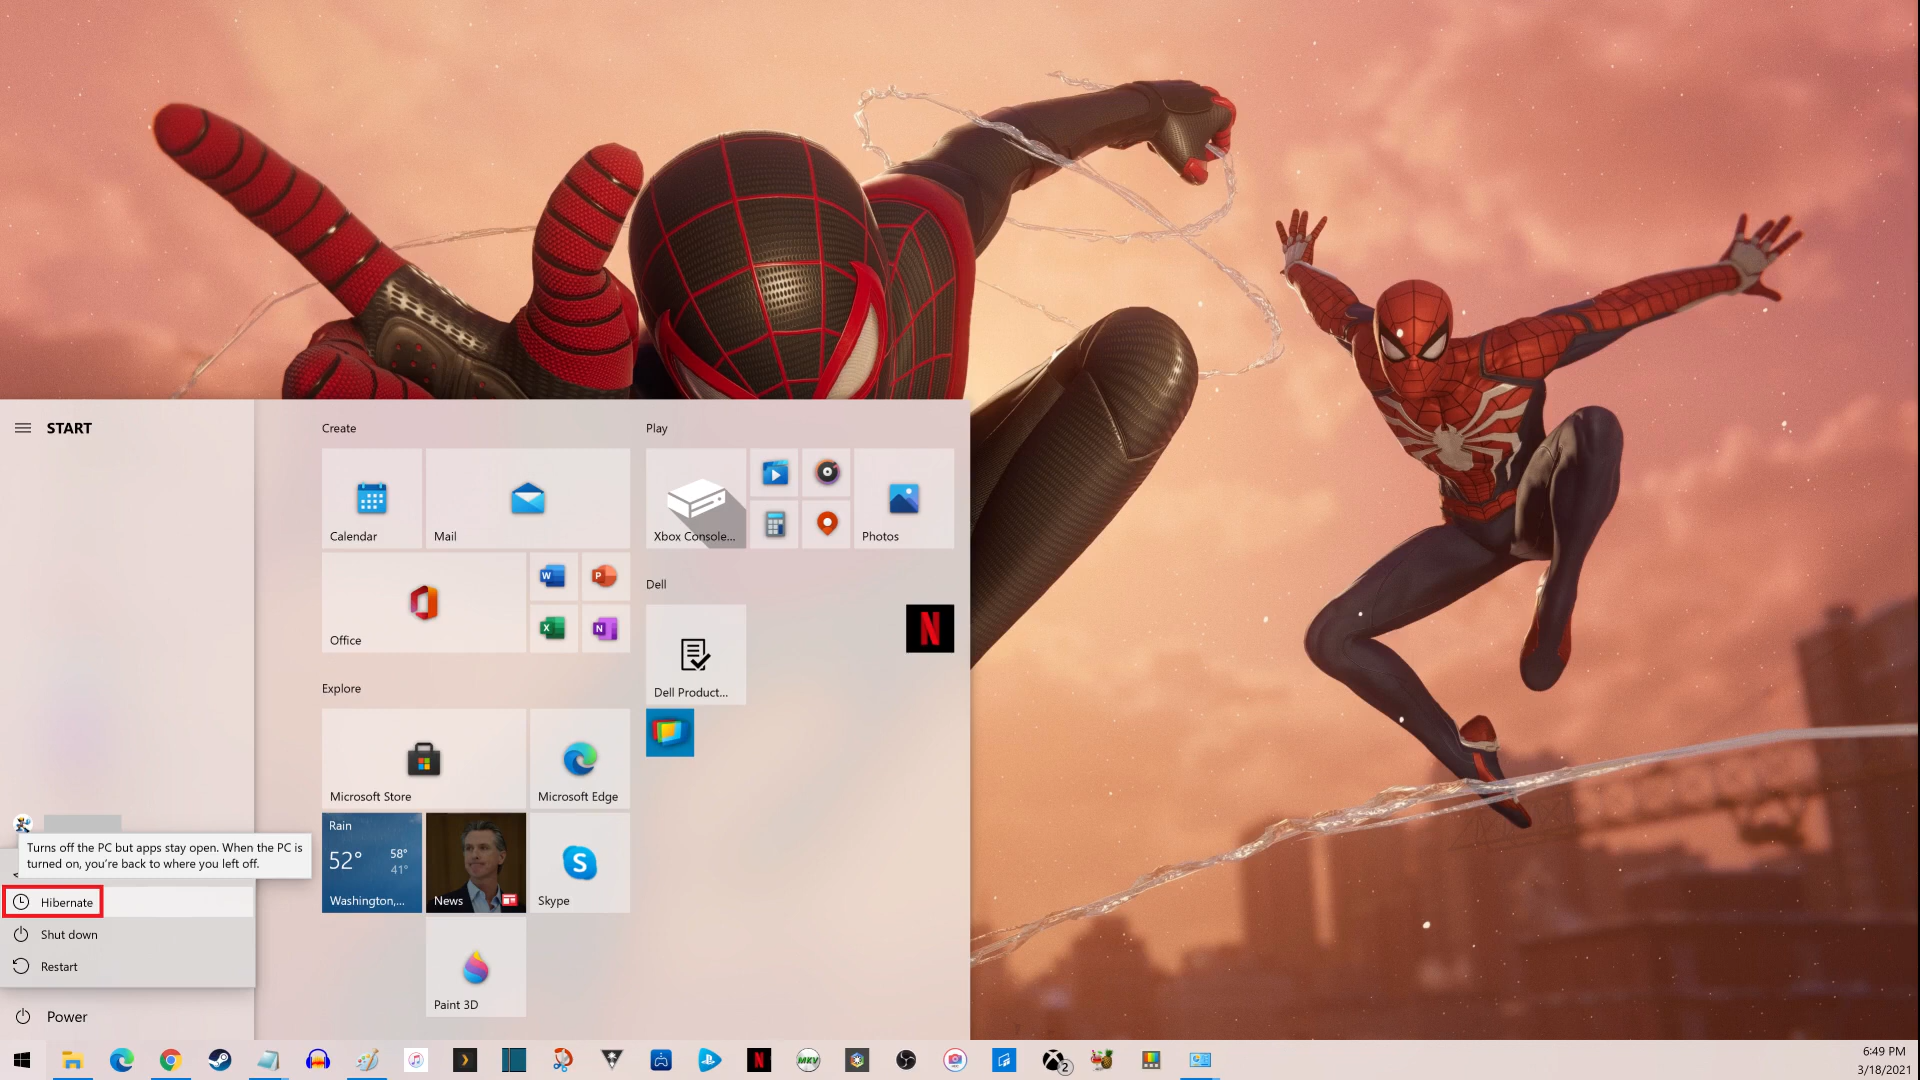 START
Create
Play
Calendar
Mail
Xbox Console...
Photos
Dell
Office
W
P
X
N
N
Dell Product...
Explore
Microsoft Store
Microsoft Edge
Turns off the PC but apps stay open. When the PC is
turned on, you're back to where you left off.
Rain
52°
58°
41°
Washington,...
News
S
Skype
Hibernate
Shut down
Restart
Paint 3D
Power
N
MKV
2
6:49 PM
3/18/2021